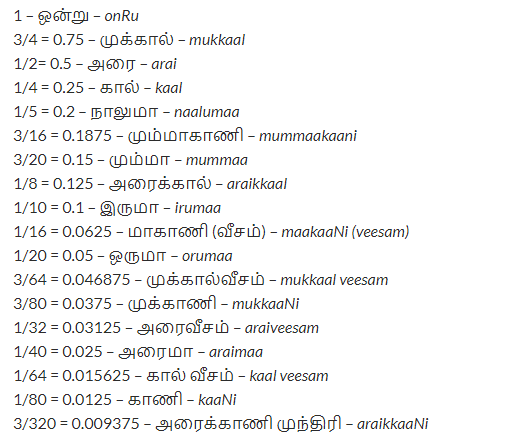 1 – ஒன்று – onRu
3/4 = 0.75 – முக்கால் – mukkaal
1/2= 0.5 – அரை – arai
1/4 = 0.25 – கால் – kaal
1/5 = 0.2 – நாலுமா – naalumaa
3/16 = 0.1875 – மும்மாகாணி – mummaakaani
3/20 = 0.15 – மும்மா – mummaa
1/8 = 0.125 – அரைக்கால் – araikkaal
1/10 = 0.1 – இருமா – irumaa
1/16 = 0.0625 – மாகாணி (வீசம்) – maakaaNi (veesam)
1/20 = 0.05 – ஒருமா – orumaa
3/64 = 0.046875 – முக்கால்வீசம் – mukkaal veesam
3/80 = 0.0375 – முக்காணி – mukkaaNi
1/32 = 0.03125 – அரைவீசம் – araiveesam
1/40 = 0.025 – அரைமா – araimaa
1/64 = 0.015625 – கால் வீசம் – kaal veesam
1/80 = 0.0125 – காணி – kaaNi
3/320 = 0.009375 – அரைக்காணி முந்திரி – araikkaaNi